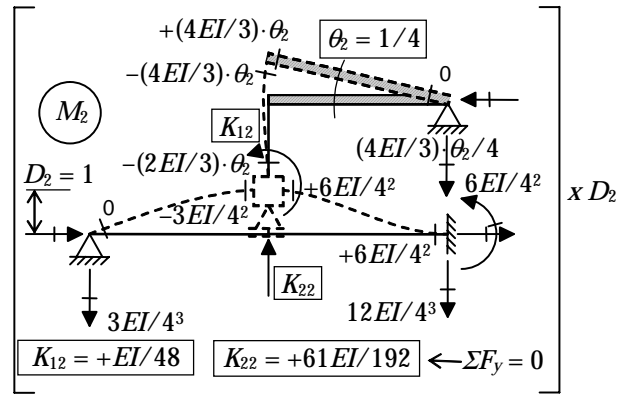 +(4EI/3)·θ₂
θ₂ = 1/4
−(4EI/3)·θ₂
0
M₂
K₁₂
(4EI/3)·θ₂/4
−(2EI/3)·θ₂
D₂ = 1
+6EI/4²
6EI/4²
x D₂
0
−3EI/4²
+6EI/4²
K₂₂
3EI/4³
12EI/4³
K₁₂ = +EI/48
K₂₂ = +61EI/192
ΣFᵧ = 0